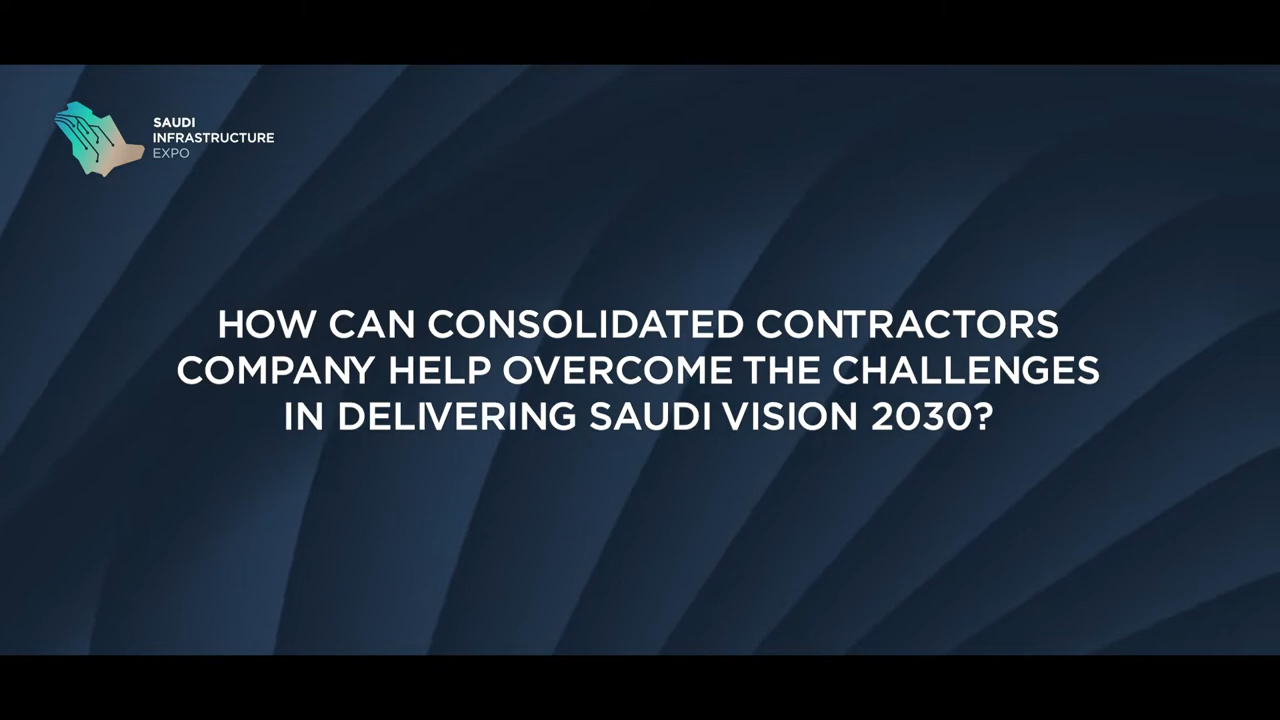 SAUDI
INFRASTRUCTURE
EXPO
HOW CAN CONSOLIDATED CONTRACTORS
COMPANY HELP OVERCOME THE CHALLENGES
IN DELIVERING SAUDI VISION 2030?